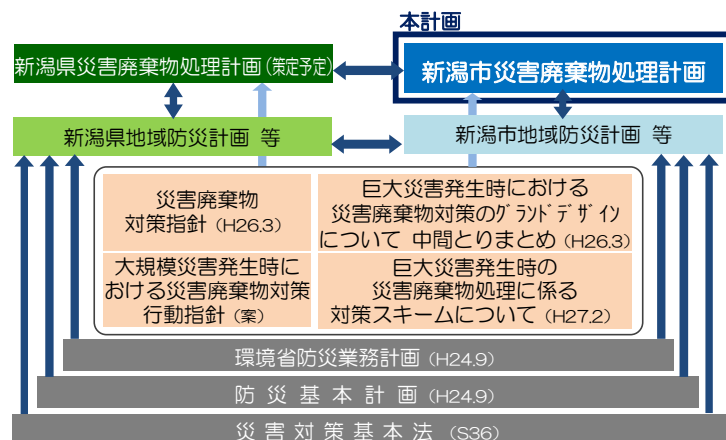 本計画
新潟県災害廃棄物処理計画(策定予定)
新潟市災害廃棄物処理計画
新潟県地域防災計画 等
新潟市地域防災計画 等
災害廃棄物
対策指針(H26.3)
巨大災害発生時における
災害廃棄物対策のグランドデザイン
について 中間とりまとめ(H26.3)
大規模災害発生時に
おける災害廃棄物対策
行動指針(案)
巨大災害発生時の
災害廃棄物処理に係る
対策スキームについて(H27.2)
環境省防災業務計画(H24.9)
防 災 基 本 計 画 (H24.9)
災 害 対 策 基 本 法 (S36)